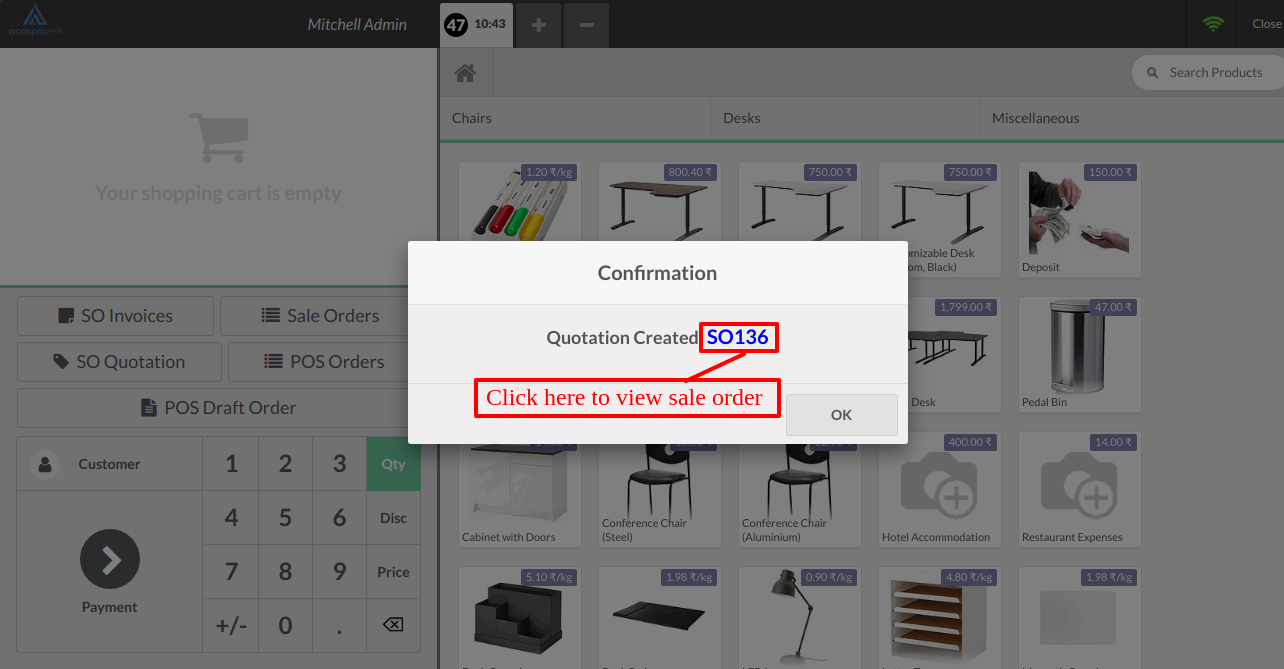 acespritech
Mitchell Admin
47 10:43
Close
Search Products
Chairs
Desks
Miscellaneous
Your shopping cart is empty
1.20 ₹/kg
800.40 ₹
750.00 ₹
750.00 ₹
150.00 ₹
Deposit
Confirmation
Quotation Created SO136
Click here to view sale order
OK
SO Invoices
Sale Orders
SO Quotation
POS Orders
POS Draft Order
1,799.00 ₹
47.00 ₹
Desk
Pedal Bin
Customer
1 2 3 Qty
4 5 6 Disc
7 8 9 Price
+/- 0 .
Payment
400.00 ₹
14.00 ₹
Cabinet with Doors
Conference Chair
(Steel)
Conference Chair
(Aluminium)
Hotel Accommodation
Restaurant Expenses
5.10 ₹/kg
1.98 ₹/kg
0.90 ₹/kg
4.80 ₹/kg
1.98 ₹/kg